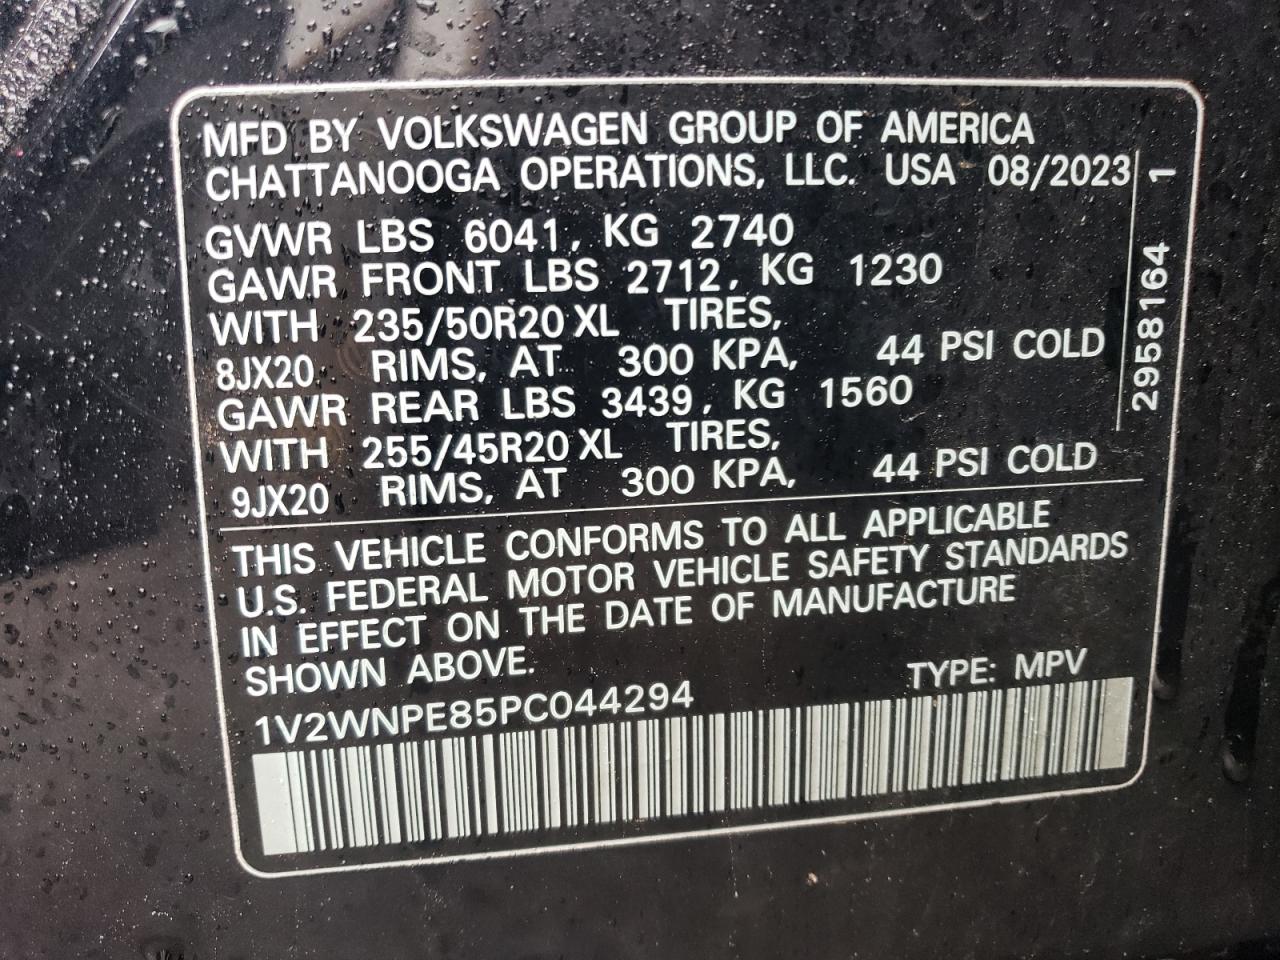 MFD BY VOLKSWAGEN GROUP OF AMERICA
CHATTANOOGA OPERATIONS, LLC. USA 08/2023
GVWR LBS 6041, KG 2740
GAWR FRONT LBS 2712, KG 1230
WITH 235/50R20 XL TIRES,
8JX20 RIMS, AT 300 KPA, 44 PSI COLD
GAWR REAR LBS 3439, KG 1560
WITH 255/45R20 XL TIRES,
9JX20 RIMS, AT 300 KPA, 44 PSI COLD
2958164 1
THIS VEHICLE CONFORMS TO ALL APPLICABLE
U.S. FEDERAL MOTOR VEHICLE SAFETY STANDARDS
IN EFFECT ON THE DATE OF MANUFACTURE
SHOWN ABOVE.
TYPE: MPV
1V2WNPE85PC044294